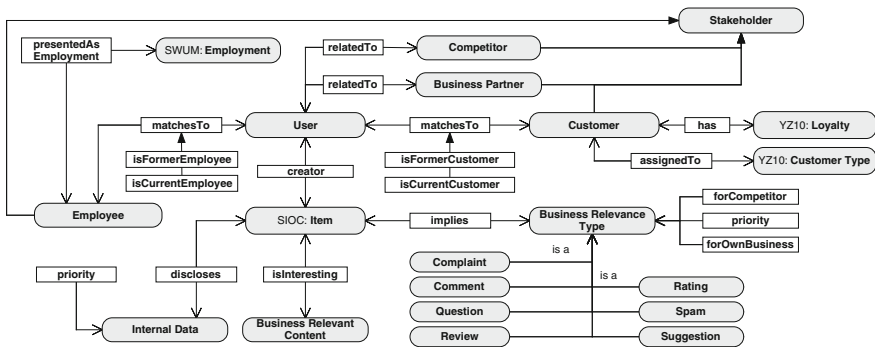 Stakeholder
presentedAs
Employment
SWUM: Employment
relatedTo
Competitor
relatedTo
Business Partner
matchesTo
User
matchesTo
Customer
has
YZ10: Loyalty
isFormerEmployee
isCurrentEmployee
creator
isFormerCustomer
isCurrentCustomer
assignedTo
YZ10: Customer Type
Employee
SIOC: Item
implies
Business Relevance
Type
forCompetitor
priority
forOwnBusiness
is a
is a
priority
discloses
isInteresting
Complaint
Comment
Rating
Question
Spam
Review
Suggestion
Internal Data
Business Relevant
Content